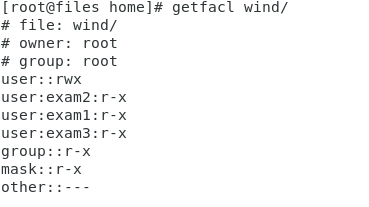 [root@files home]# getfacl wind/
# file: wind/
# owner: root
# group: root
user::rwx
user:exam2:r-x
user:exam1:r-x
user:exam3:r-x
group::r-x
mask::r-x
other::---